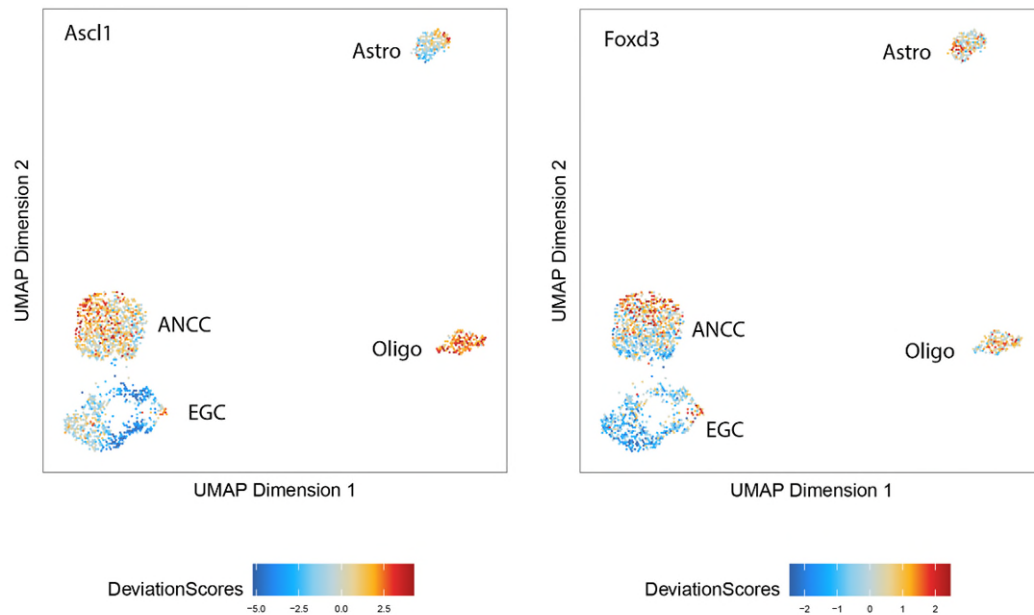 Ascl1
Astro
ANCC
Oligo
EGC
UMAP Dimension 2
UMAP Dimension 1
DeviationScores
−5.0 −2.5 0.0 2.5
Foxd3
Astro
ANCC
Oligo
EGC
UMAP Dimension 2
UMAP Dimension 1
DeviationScores
−2 −1 0 1 2